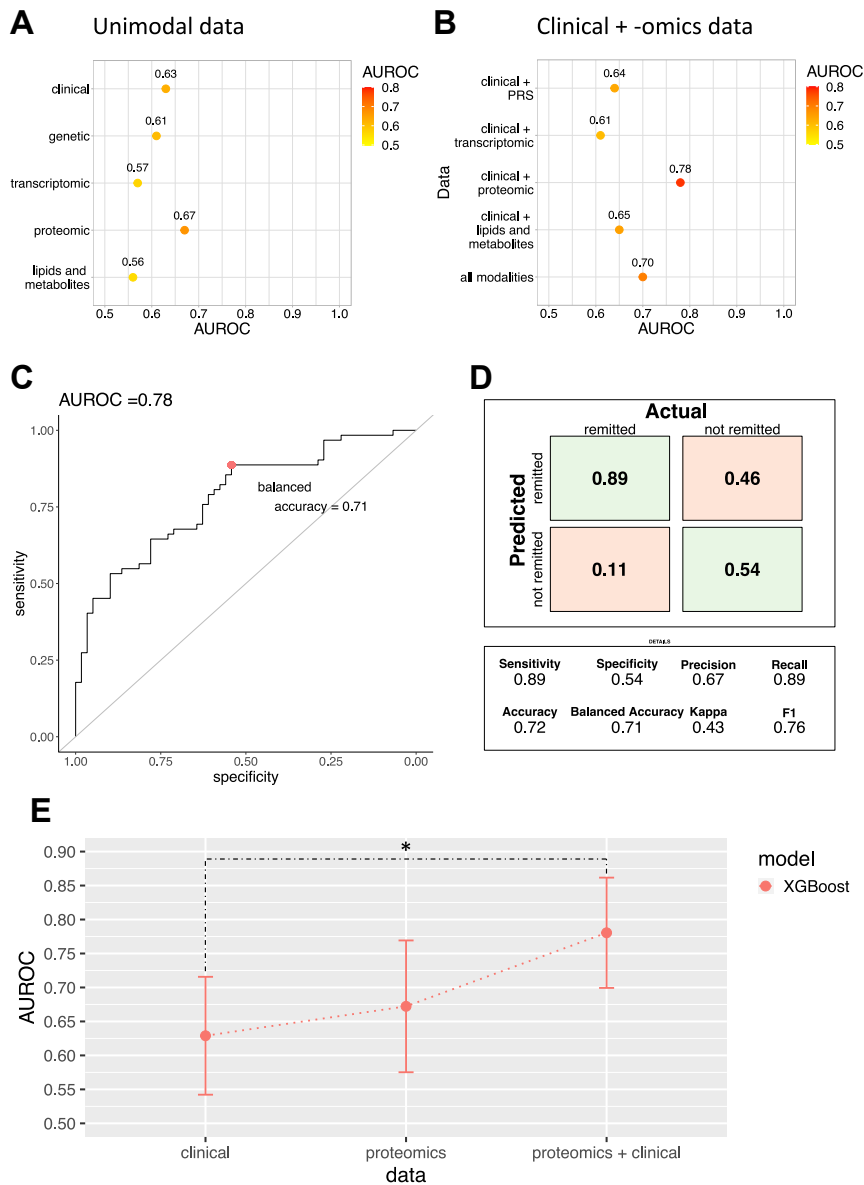 A
Unimodal data
clinical
genetic
transcriptomic
proteomic
lipids and
metabolites
0.63
0.61
0.57
0.67
0.56
0.5 0.6 0.7 0.8 0.9 1.0
AUROC
AUROC
0.8
0.7
0.6
0.5
B
Clinical + -omics data
Data
clinical +
PRS
clinical +
transcriptomic
clinical +
proteomic
clinical +
lipids and
metabolites
all modalities
0.64
0.61
0.78
0.65
0.70
0.5 0.6 0.7 0.8 0.9 1.0
AUROC
AUROC
0.8
0.7
0.6
0.5
C
AUROC =0.78
sensitivity
1.00
0.75
0.50
0.25
0.00
balanced
accuracy = 0.71
1.00 0.75 0.50 0.25 0.00
specificity
D
Actual
remitted not remitted
Predicted
remitted
not remitted
0.89 0.46
0.11 0.54
DETAILS
Sensitivity Specificity Precision Recall
0.89 0.54 0.67 0.89
Accuracy Balanced Accuracy Kappa F1
0.72 0.71 0.43 0.76
E
AUROC
0.90
0.85
0.80
0.75
0.70
0.65
0.60
0.55
0.50
*
clinical proteomics proteomics + clinical
data
model
XGBoost